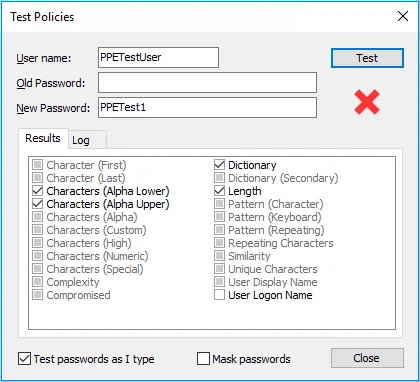 Test Policies
User name: PPETestUser Test
Old Password:
New Password: PPETest1
Results Log
Character (First) Dictionary
Character (Last) Dictionary (Secondary)
Characters (Alpha Lower) Length
Characters (Alpha Upper) Pattern (Character)
Characters (Alpha) Pattern (Keyboard)
Characters (Custom) Pattern (Repeating)
Characters (High) Repeating Characters
Characters (Numeric) Similarity
Characters (Special) Unique Characters
Complexity User Display Name
Compromised User Logon Name
Test passwords as I type Mask passwords Close